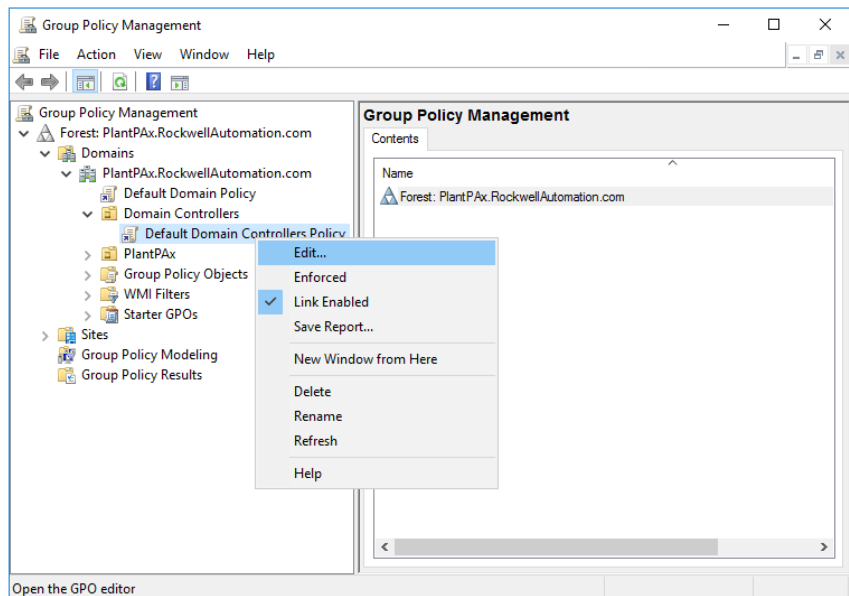 Group Policy Management
File Action View Window Help
Group Policy Management
Forest: PlantPAx.RockwellAutomation.com
Domains
PlantPAx.RockwellAutomation.com
Default Domain Policy
Domain Controllers
Default Domain Controllers Policy
PlantPAx
Group Policy Objects
WMI Filters
Starter GPOs
Sites
Group Policy Modeling
Group Policy Results
Edit...
Enforced
Link Enabled
Save Report...
New Window from Here
Delete
Rename
Refresh
Help
Group Policy Management
Contents
Name
Forest: PlantPAx.RockwellAutomation.com
Open the GPO editor